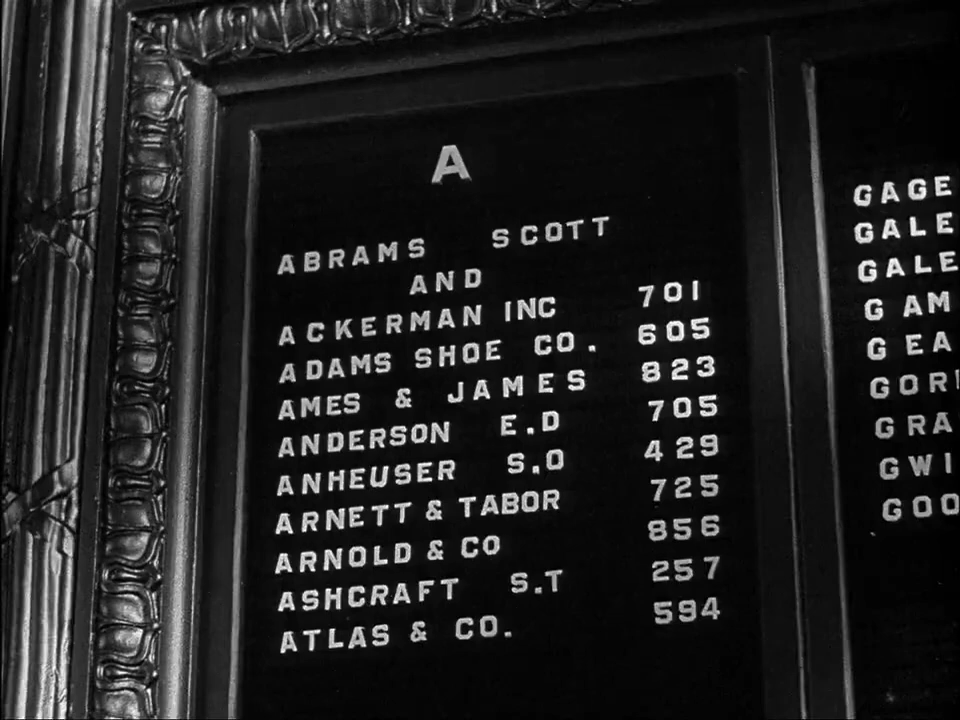 A
ABRAMS SCOTT
AND
ACKERMAN INC 701
ADAMS SHOE CO. 605
AMES & JAMES 823
ANDERSON E.D 705
ANHEUSER S.O 429
ARNETT & TABOR 725
ARNOLD & CO 856
ASHCRAFT S.T 257
ATLAS & CO. 594
GAGE
GALE
GALE
GAM
GEA
GOR
GRA
GWI
GOO